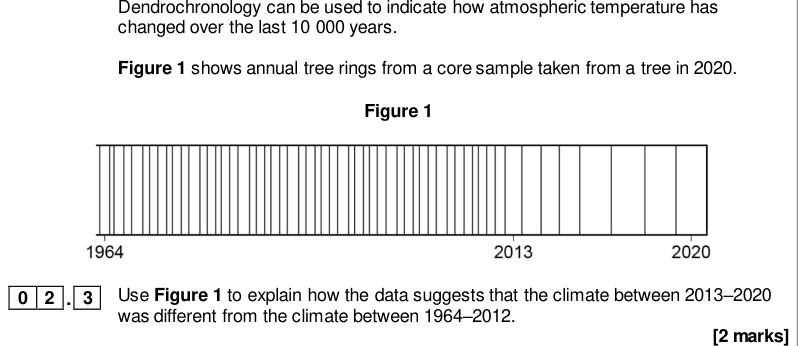 Dendrochronology can be used to indicate how atmospheric temperature has
changed over the last 10 000 years.
Figure 1 shows annual tree rings from a core sample taken from a tree in 2020.
Figure 1
1964 2013 2020
0 2 . 3 Use Figure 1 to explain how the data suggests that the climate between 2013–2020
was different from the climate between 1964–2012.
[2 marks]